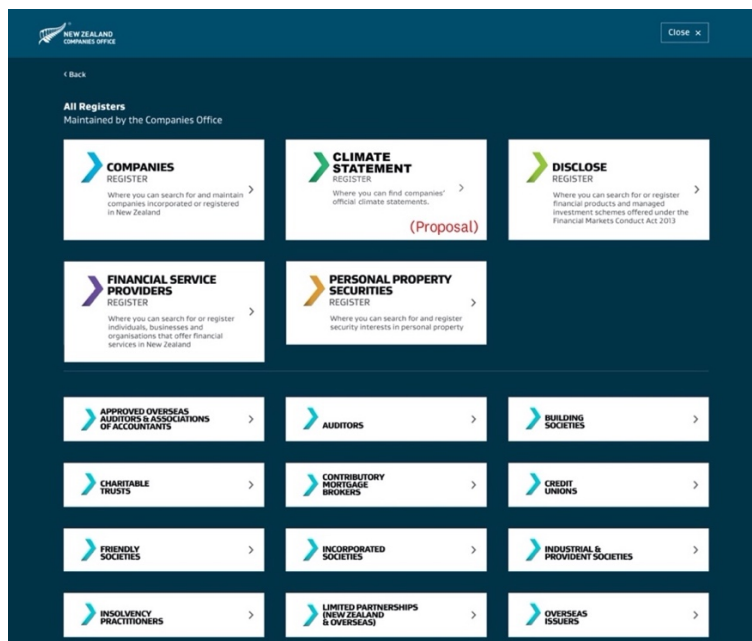 NEW ZEALAND
COMPANIES OFFICE
Close ×
‹ Back
All Registers
Maintained by the Companies Office
COMPANIES
REGISTER
Where you can search for and maintain
companies incorporated or registered
in New Zealand
CLIMATE
STATEMENT
REGISTER
Where you can find companies'
official climate statements.
(Proposal)
DISCLOSE
REGISTER
Where you can search for or register
financial products and managed
investment schemes offered under the
Financial Markets Conduct Act 2013
FINANCIAL SERVICE
PROVIDERS
REGISTER
Where you can search for or register
individuals, businesses and
organisations that offer financial
services in New Zealand
PERSONAL PROPERTY
SECURITIES
REGISTER
Where you can search for and register
security interests in personal property
APPROVED OVERSEAS
AUDITORS & ASSOCIATIONS
OF ACCOUNTANTS
AUDITORS
BUILDING
SOCIETIES
CHARITABLE
TRUSTS
CONTRIBUTORY
MORTGAGE
BROKERS
CREDIT
UNIONS
FRIENDLY
SOCIETIES
INCORPORATED
SOCIETIES
INDUSTRIAL &
PROVIDENT SOCIETIES
INSOLVENCY
PRACTITIONERS
LIMITED PARTNERSHIPS
(NEW ZEALAND
& OVERSEAS)
OVERSEAS
ISSUERS